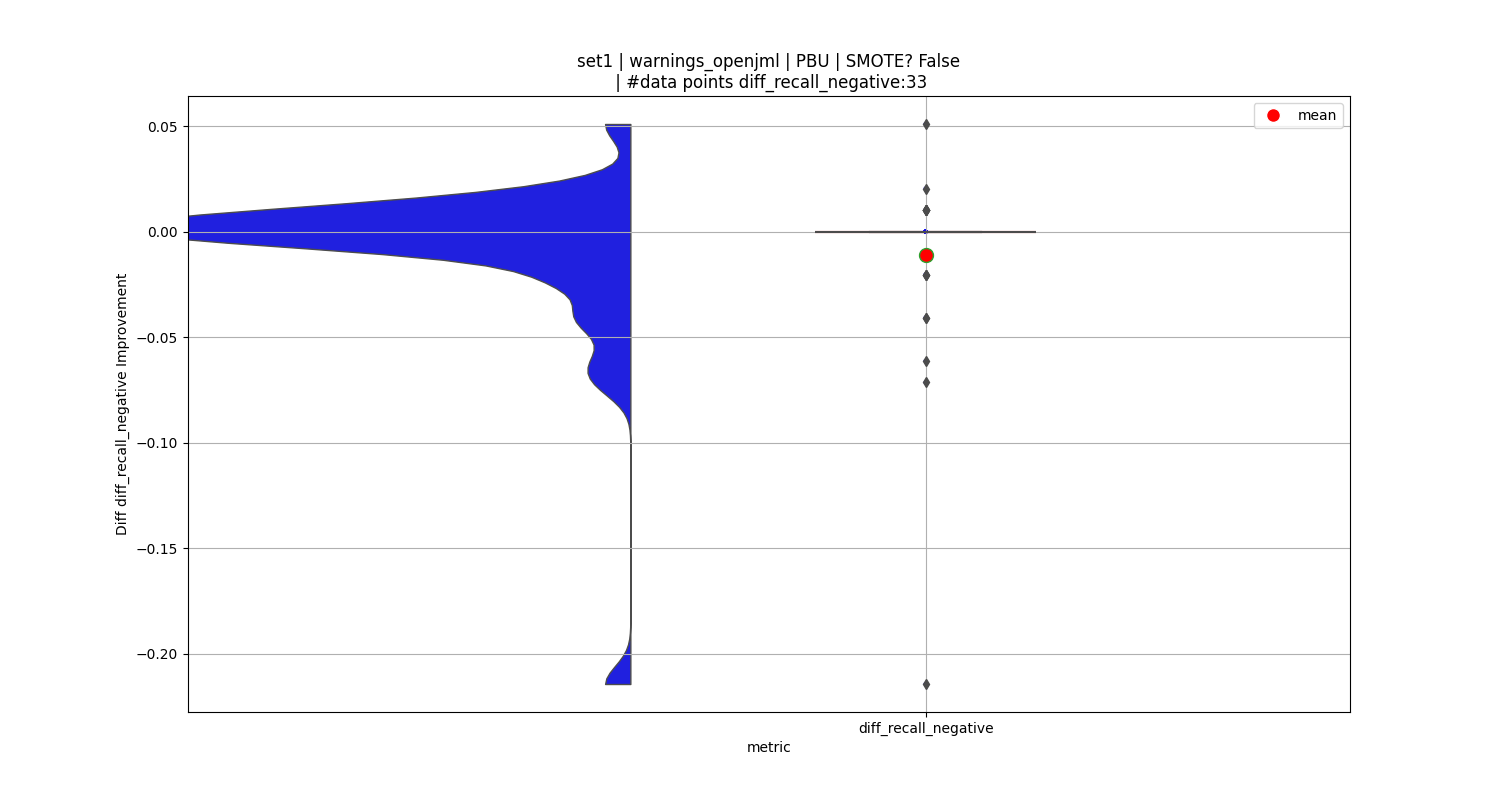 set1 | warnings_openjml | PBU | SMOTE? False
| #data points diff_recall_negative:33
mean
0.05
0.00
−0.05
−0.10
−0.15
−0.20
Diff diff_recall_negative Improvement
diff_recall_negative
metric